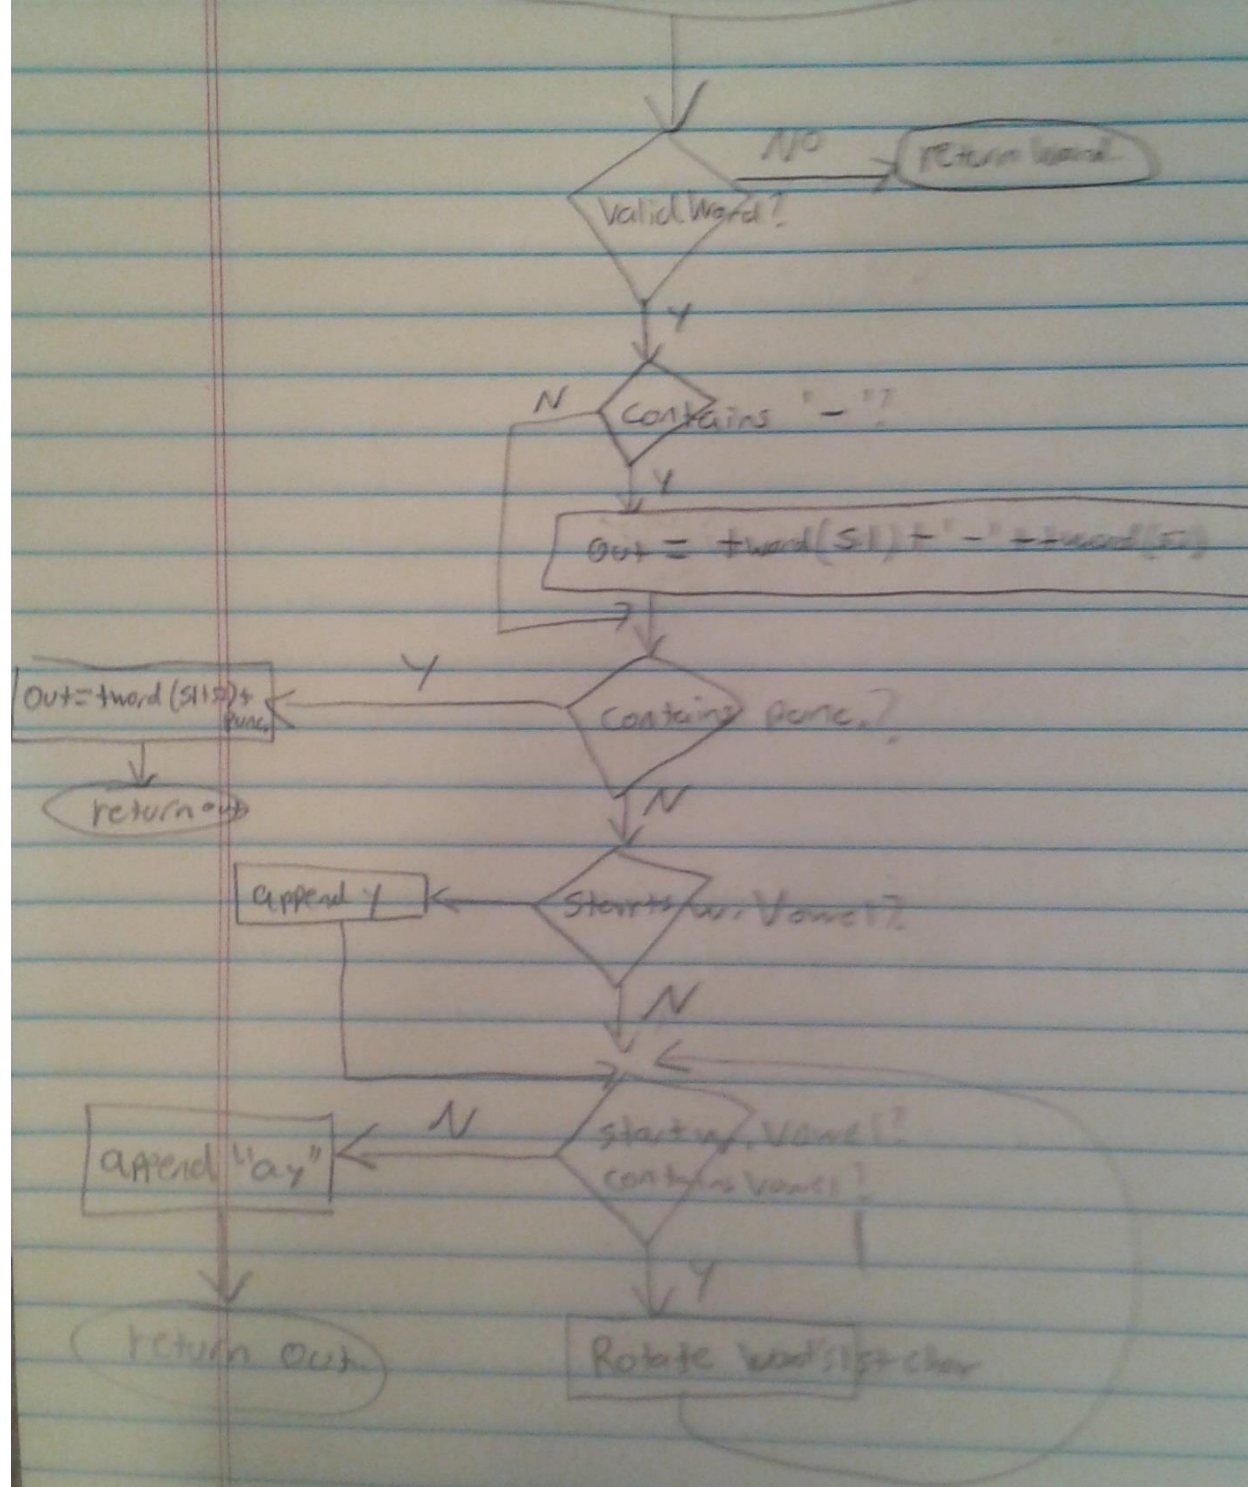 NO
return word
Valid Word?
Y
N
Contains "-"?
Y
Out = tword(S1) + "-" + tword(S2)
Y
Out = tword(S1+S2)+
punc.
Contains punc.?
return out
N
append y
Starts w. Vowel?
N
N
Start w. Vowel?
contains vowel?
append "ay"
Y
return out
Rotate word's 1st char